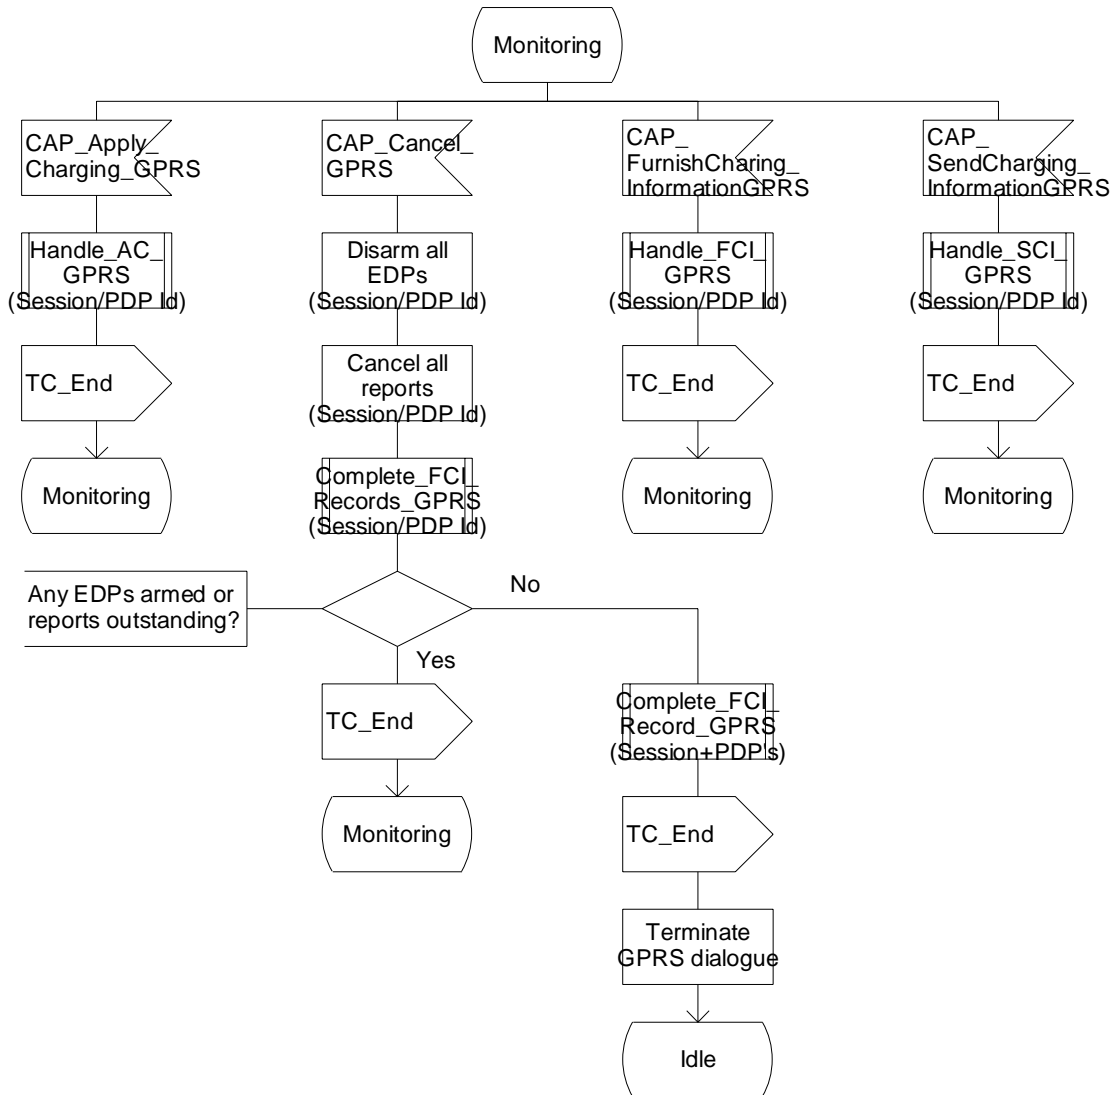 Monitoring
CAP_Apply_
Charging_GPRS
CAP_Cancel_
GPRS
CAP_
FurnishCharing_
InformationGPRS
CAP_
SendCharging_
InformationGPRS
Handle_AC_
GPRS
(Session/PDP Id)
Disarm all
EDPs
(Session/PDP Id)
Handle_FCI_
GPRS
(Session/PDP Id)
Handle_SCI_
GPRS
(Session/PDP Id)
TC_End
Cancel all
reports
(Session/PDP Id)
TC_End
TC_End
Monitoring
Complete_FCI_
Records_GPRS
(Session/PDP Id)
Monitoring
Monitoring
Any EDPs armed or
reports outstanding?
No
Yes
TC_End
Complete_FCI_
Record_GPRS
(Session+PDP's)
Monitoring
TC_End
Terminate
GPRS dialogue
Idle